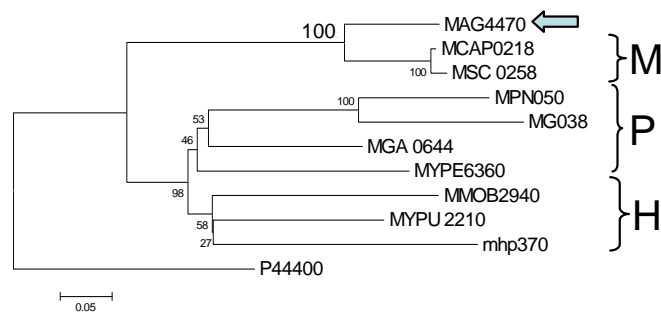 100 MAG4470
MCAP0218 M
100 MSC 0258
100 MPN050
53 MG038 P
46 MGA 0644
MYPE6360
98 MMOB2940
58 MYPU 2210 H
27 mhp370
P44400
0.05